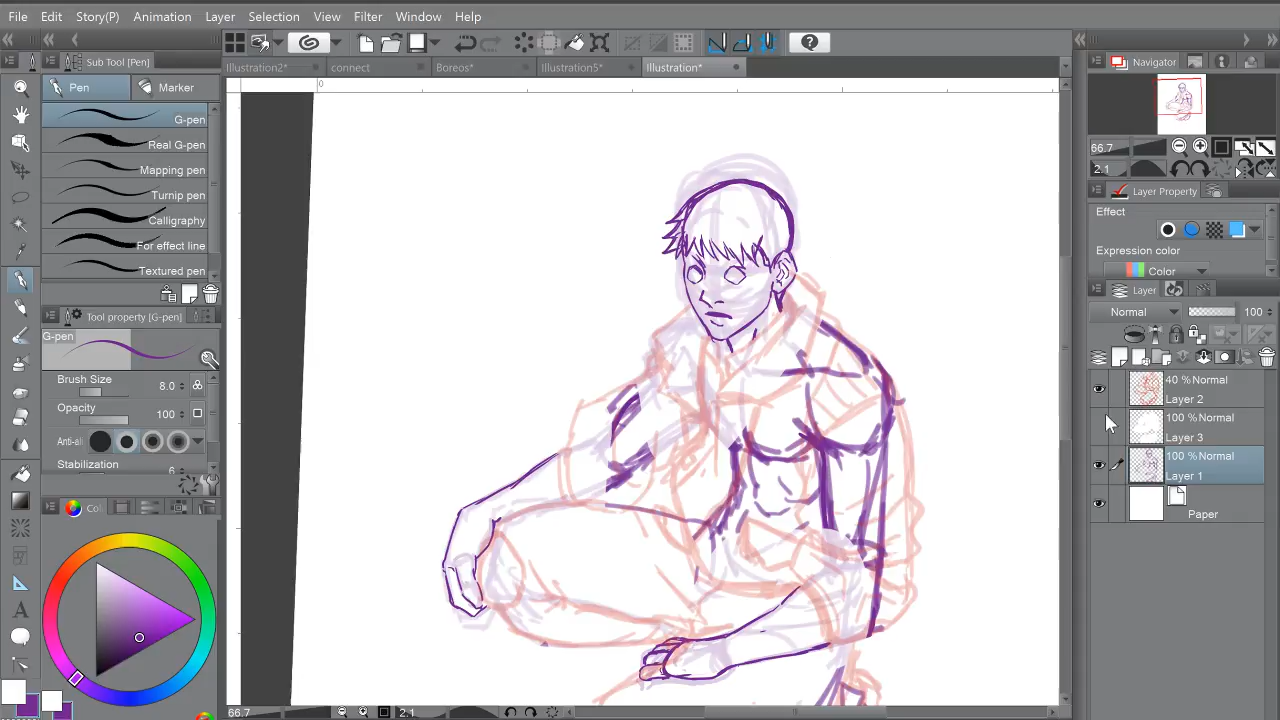 File Edit Story(P) Animation Layer Selection View Filter Window Help
Sub Tool [Pen]
Illustration2* connect Boreos* Illustration5* Illustration*
Navigator
Pen Marker
0
G-pen
Real G-pen
Mapping pen
Turnip pen
Calligraphy
For effect line
Textured pen
66.7
2.1
Layer Property
Effect
Expression color
Color
Layer
Normal 100
Tool property [G-pen]
G-pen
Brush Size 8.0
Opacity 100
Anti-al
Stabilization 6
40 % Normal
Layer 2
100 % Normal
Layer 3
100 % Normal
Layer 1
Paper
Co
A
66.7 2.1